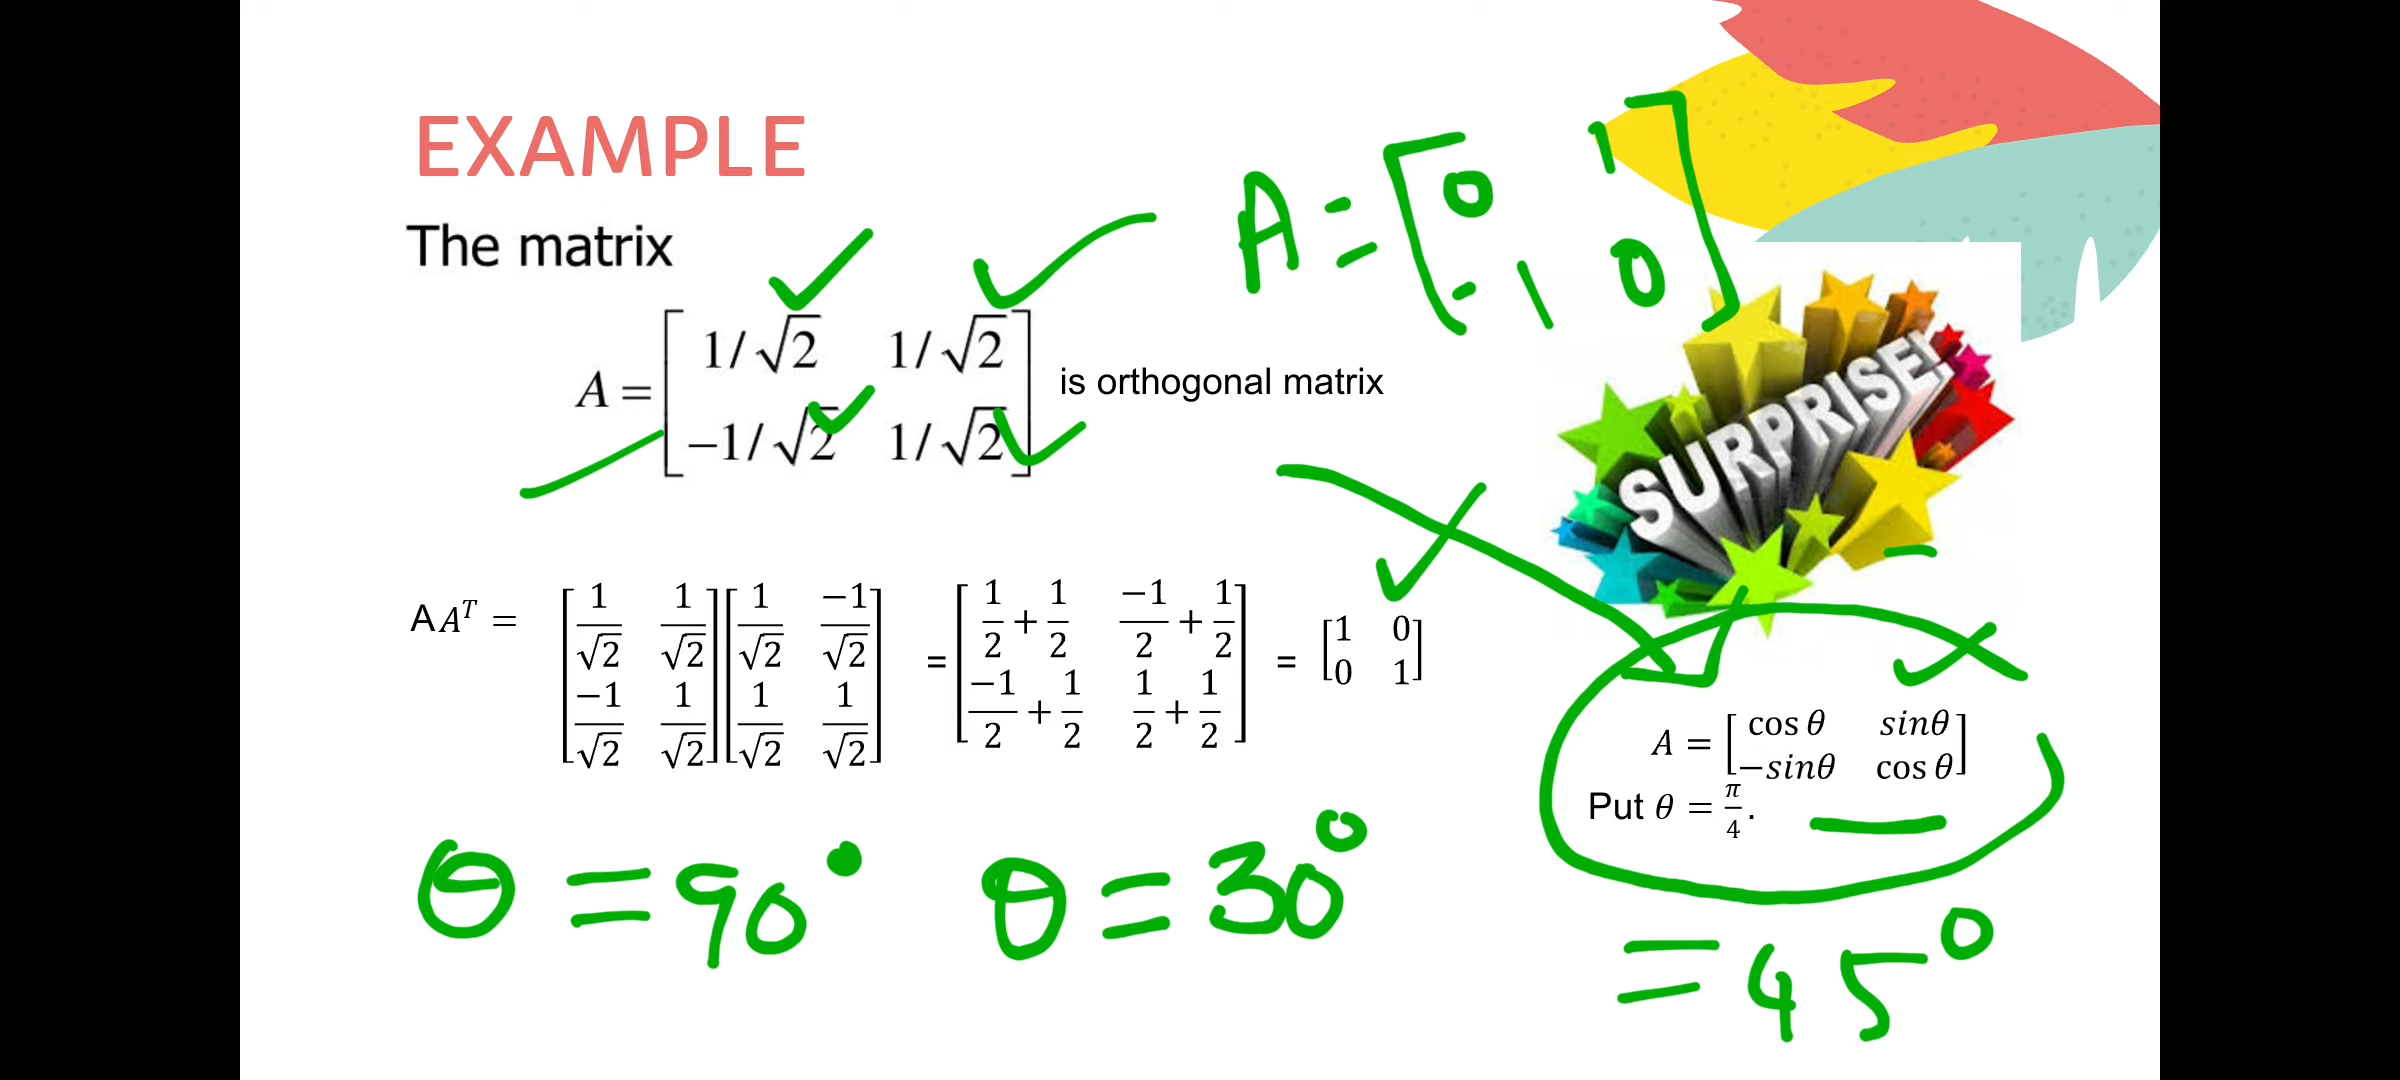 EXAMPLE
The matrix
A = [0 1
-1 0]
A = [1/√2 1/√2
-1/√2 1/√2] is orthogonal matrix
SURPRISE!
A Aᵀ = [1/√2 1/√2
-1/√2 1/√2] [1/√2 -1/√2
1/√2 1/√2] = [1/2 + 1/2 -1/2 + 1/2
-1/2 + 1/2 1/2 + 1/2] = [1 0
0 1]
A = [cos θ sinθ
-sinθ cos θ]
Put θ = π/4.
θ = 90° θ = 30°
= 45°